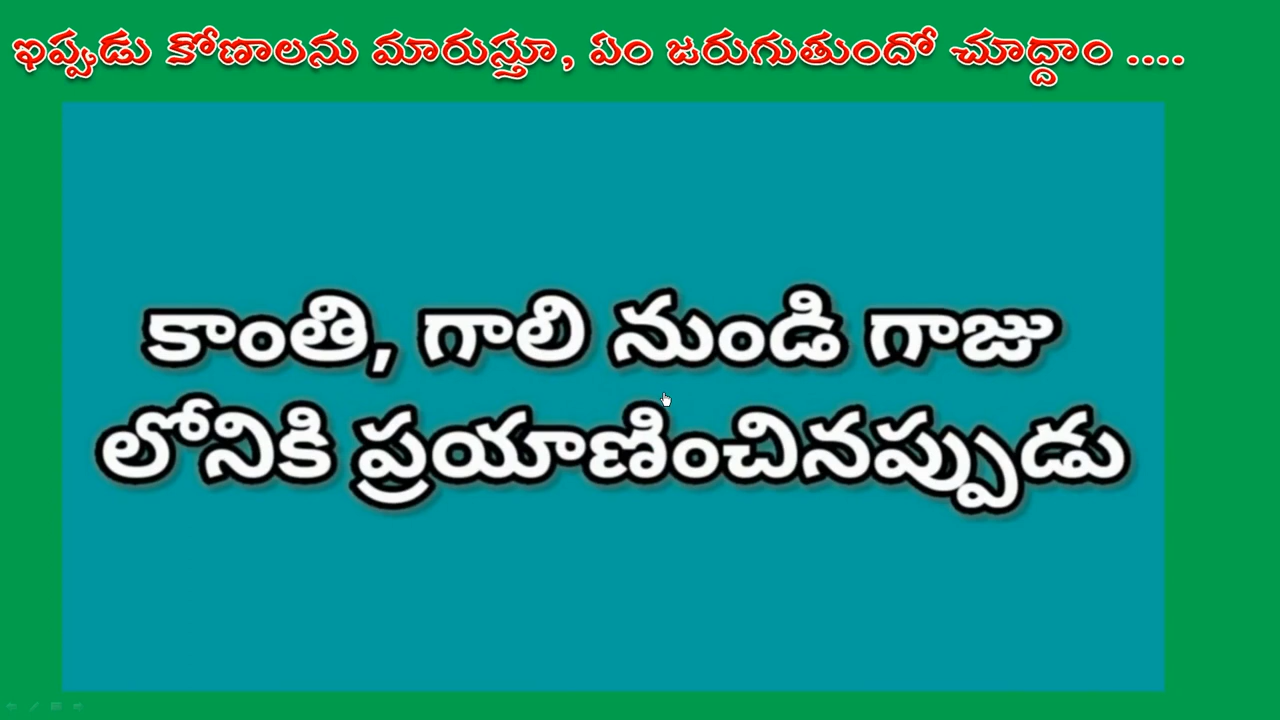 ఇప్పుడు కోణాలను మారుస్తూ, ఏం జరుగుతుందో చూద్దాం ....
కాంతి, గాలి నుండి గాజు
లోనికి ప్రయాణించినప్పుడు